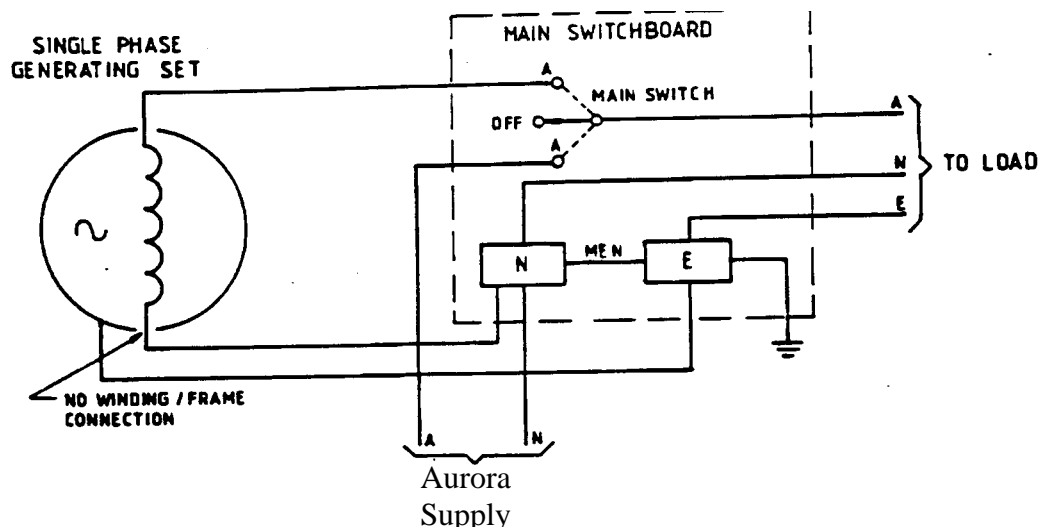 SINGLE PHASE
GENERATING SET
MAIN SWITCHBOARD
A
MAIN SWITCH
OFF
A
A
N
E
TO LOAD
N
MEN
E
NO WINDING / FRAME
CONNECTION
A
N
Aurora
Supply